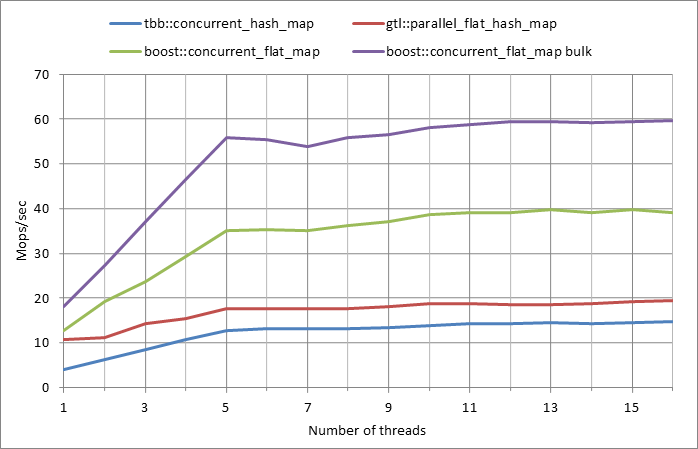 tbb::concurrent_hash_map
gtl::parallel_flat_hash_map
boost::concurrent_flat_map
boost::concurrent_flat_map bulk
70
60
50
40
30
20
10
0
Mops/sec
1 3 5 7 9 11 13 15
Number of threads